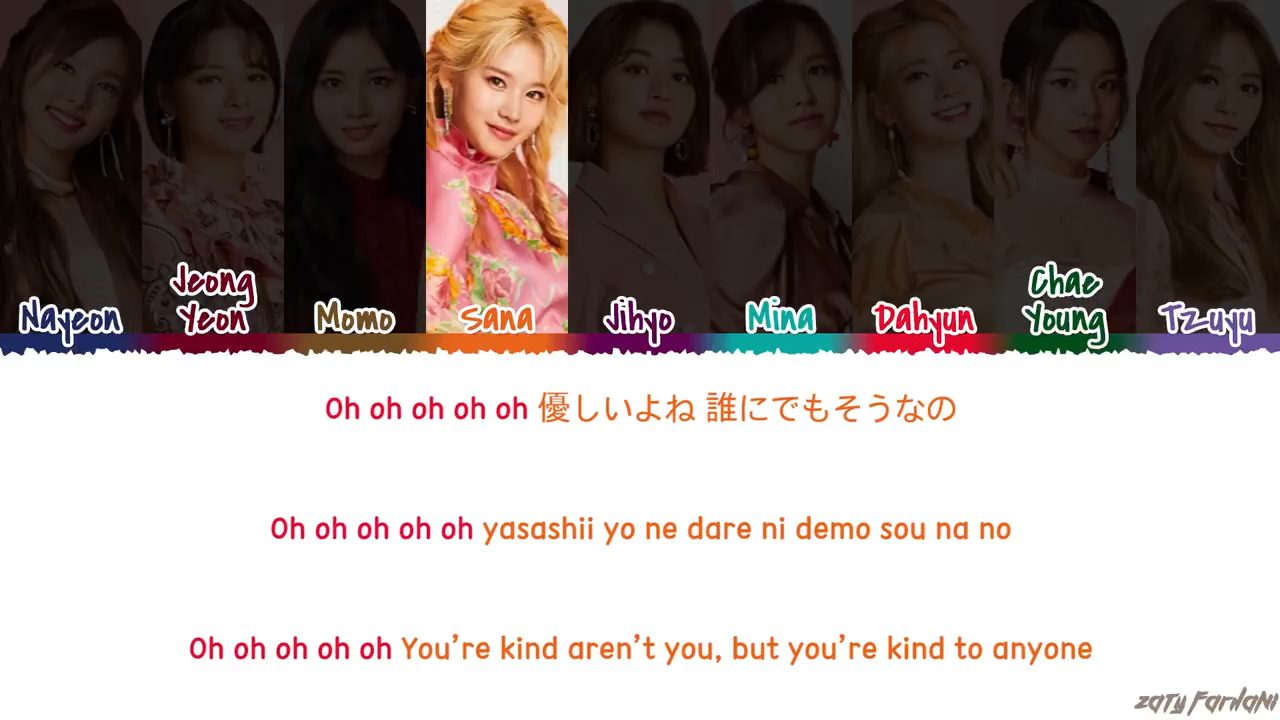 Nayeon
Jeong
Yeon
Momo
Sana
Jihyo
Mina
Dahyun
Chae
Young
Tzuyu
Oh oh oh oh oh 優しいよね 誰にでもそうなの
Oh oh oh oh oh yasashii yo ne dare ni demo sou na no
Oh oh oh oh oh You're kind aren't you, but you're kind to anyone
zaty Farhani